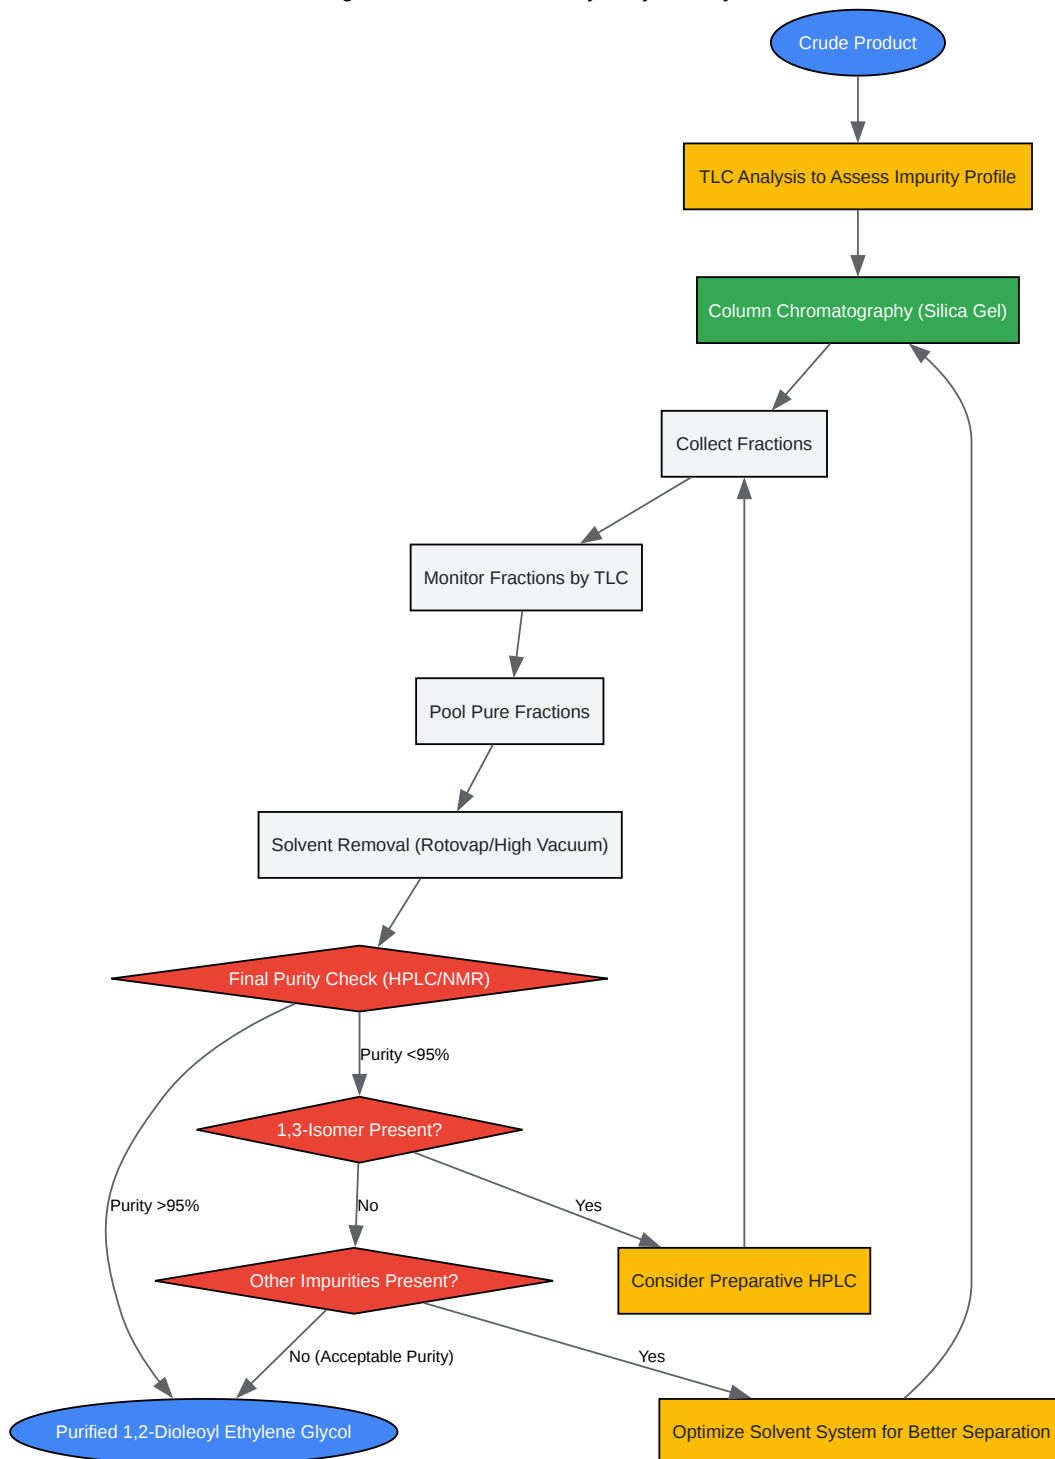 Crude Product
TLC Analysis to Assess Impurity Profile
Column Chromatography (Silica Gel)
Collect Fractions
Monitor Fractions by TLC
Pool Pure Fractions
Solvent Removal (Rotovap/High Vacuum)
Final Purity Check (HPLC/NMR)
Purity <95%
1,3-Isomer Present?
Purity >95%
No
Yes
Other Impurities Present?
Consider Preparative HPLC
No (Acceptable Purity)
Yes
Purified 1,2-Dioleoyl Ethylene Glycol
Optimize Solvent System for Better Separation